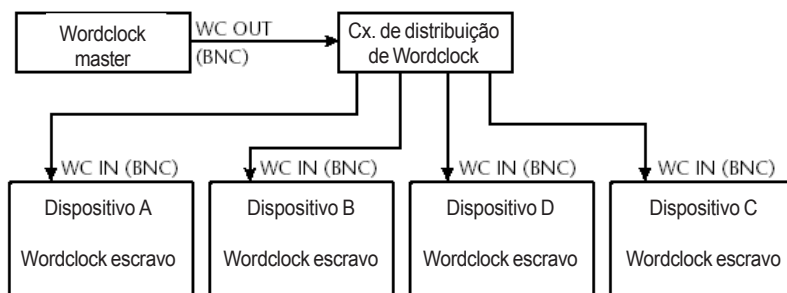 Wordclock
master
WC OUT
(BNC)
Cx. de distribuição
de Wordclock
WC IN (BNC)
WC IN (BNC)
WC IN (BNC)
WC IN (BNC)
Dispositivo A
Wordclock escravo
Dispositivo B
Wordclock escravo
Dispositivo D
Wordclock escravo
Dispositivo C
Wordclock escravo